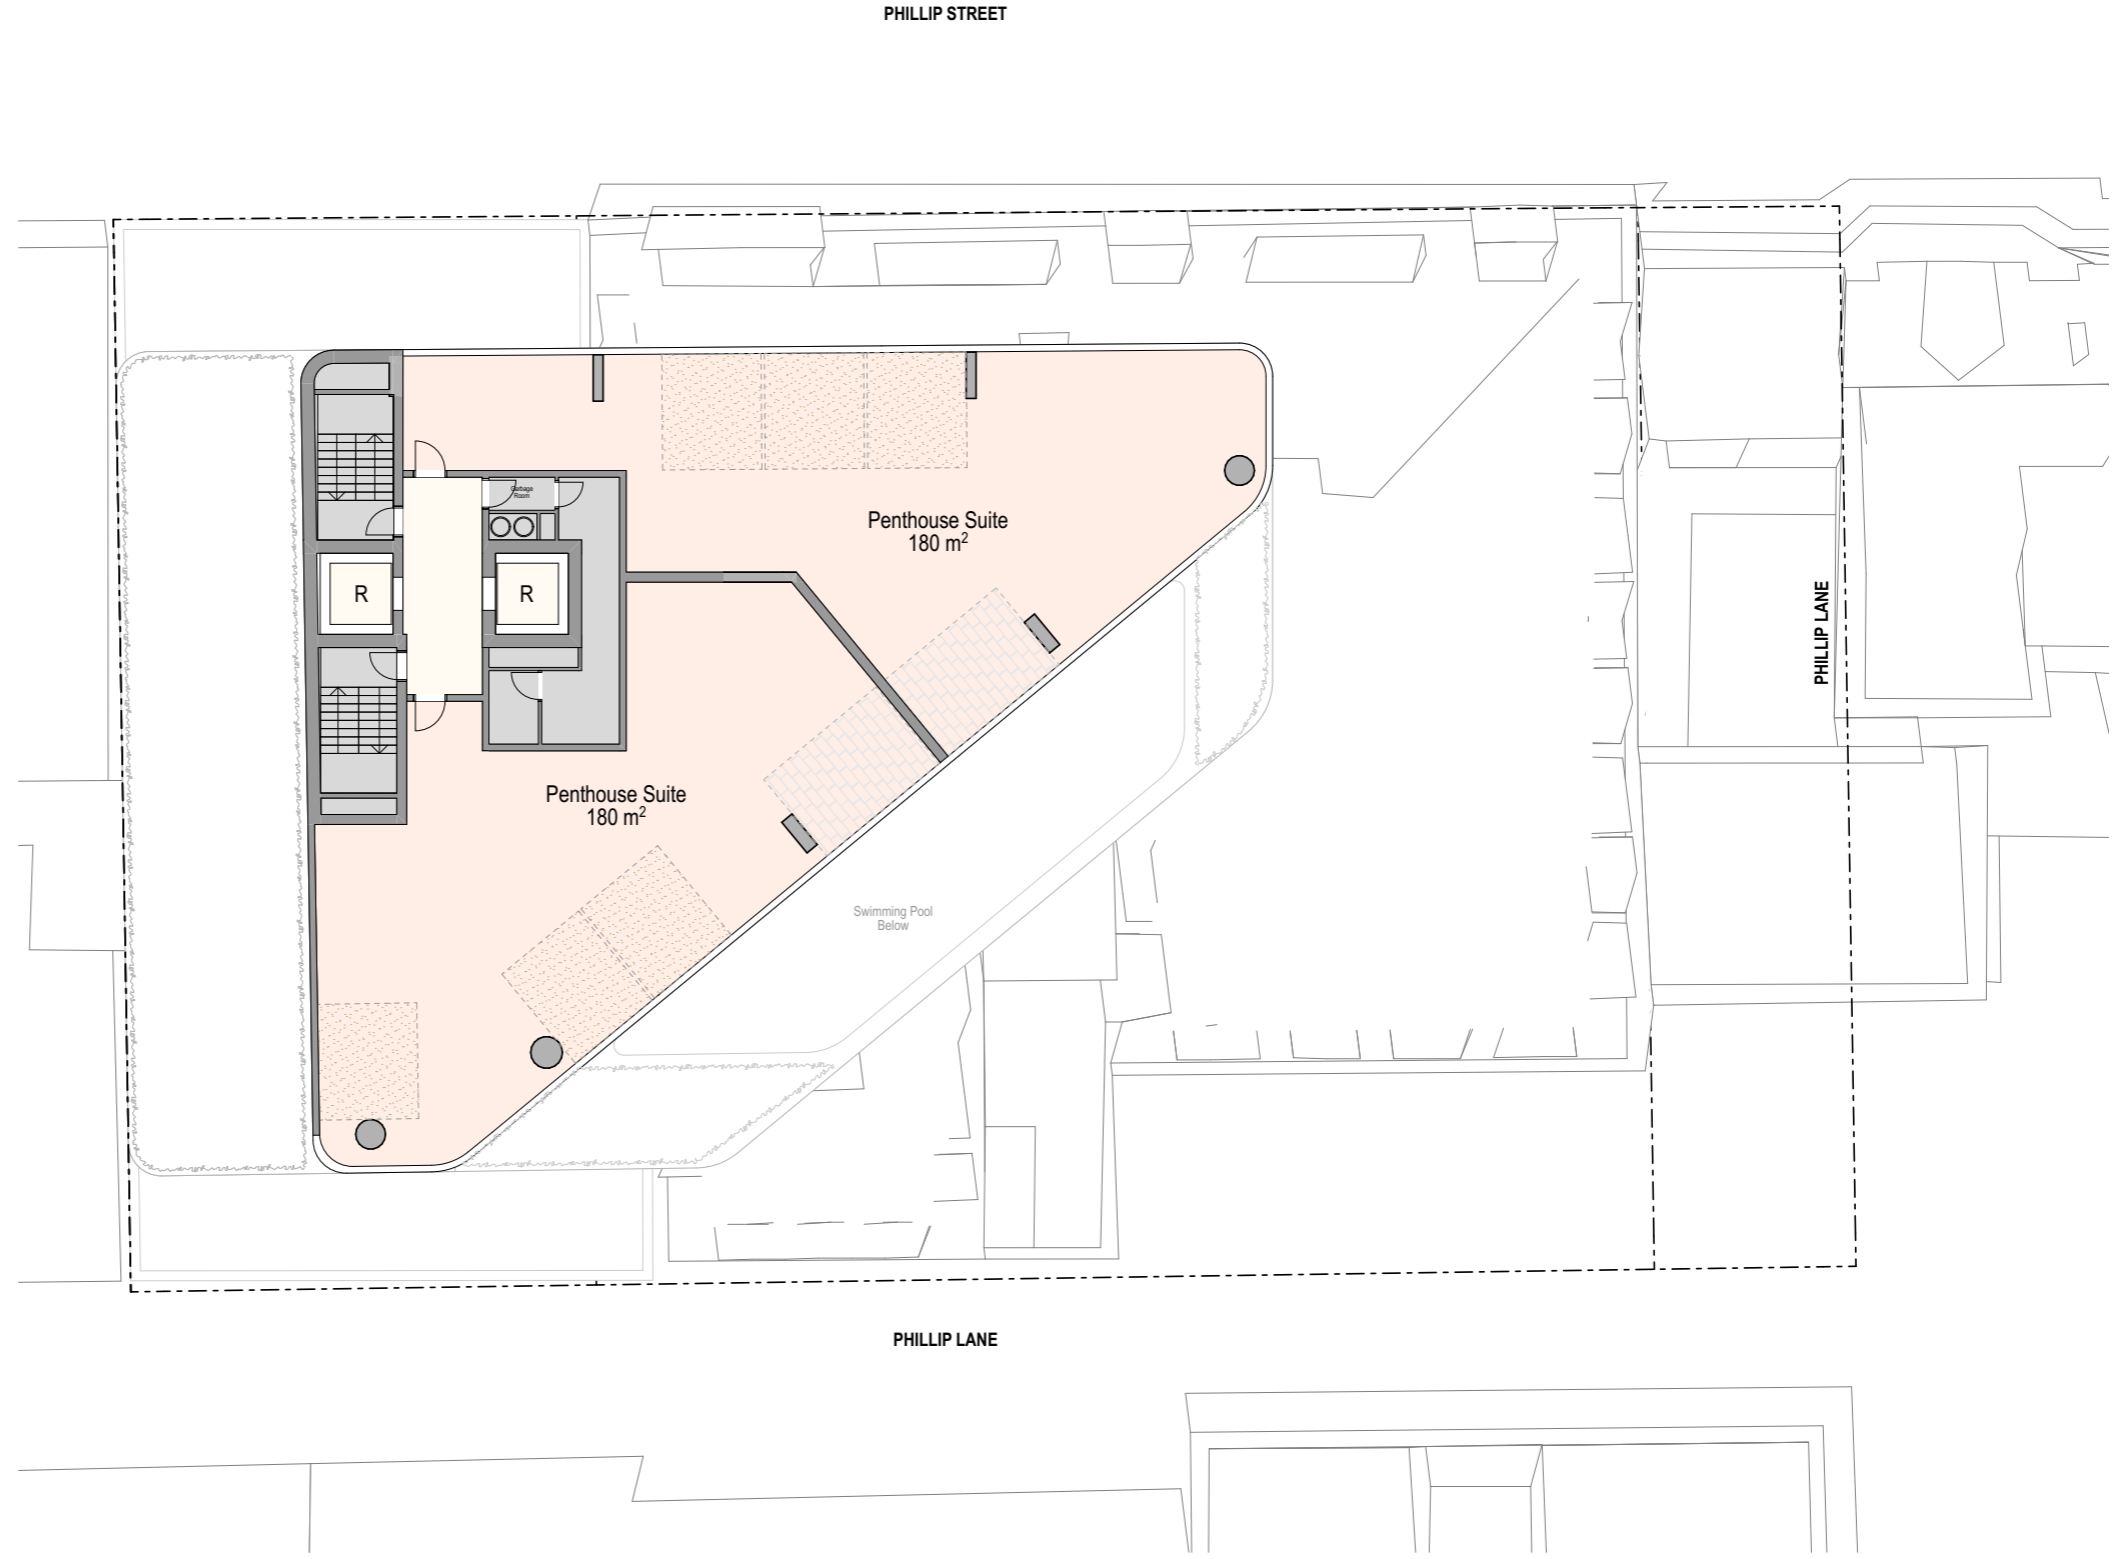 PHILLIP STREET
Garbage
Room
Penthouse Suite
180 m²
R
R
PHILLIP LANE
Penthouse Suite
180 m²
Swimming Pool
Below
PHILLIP LANE